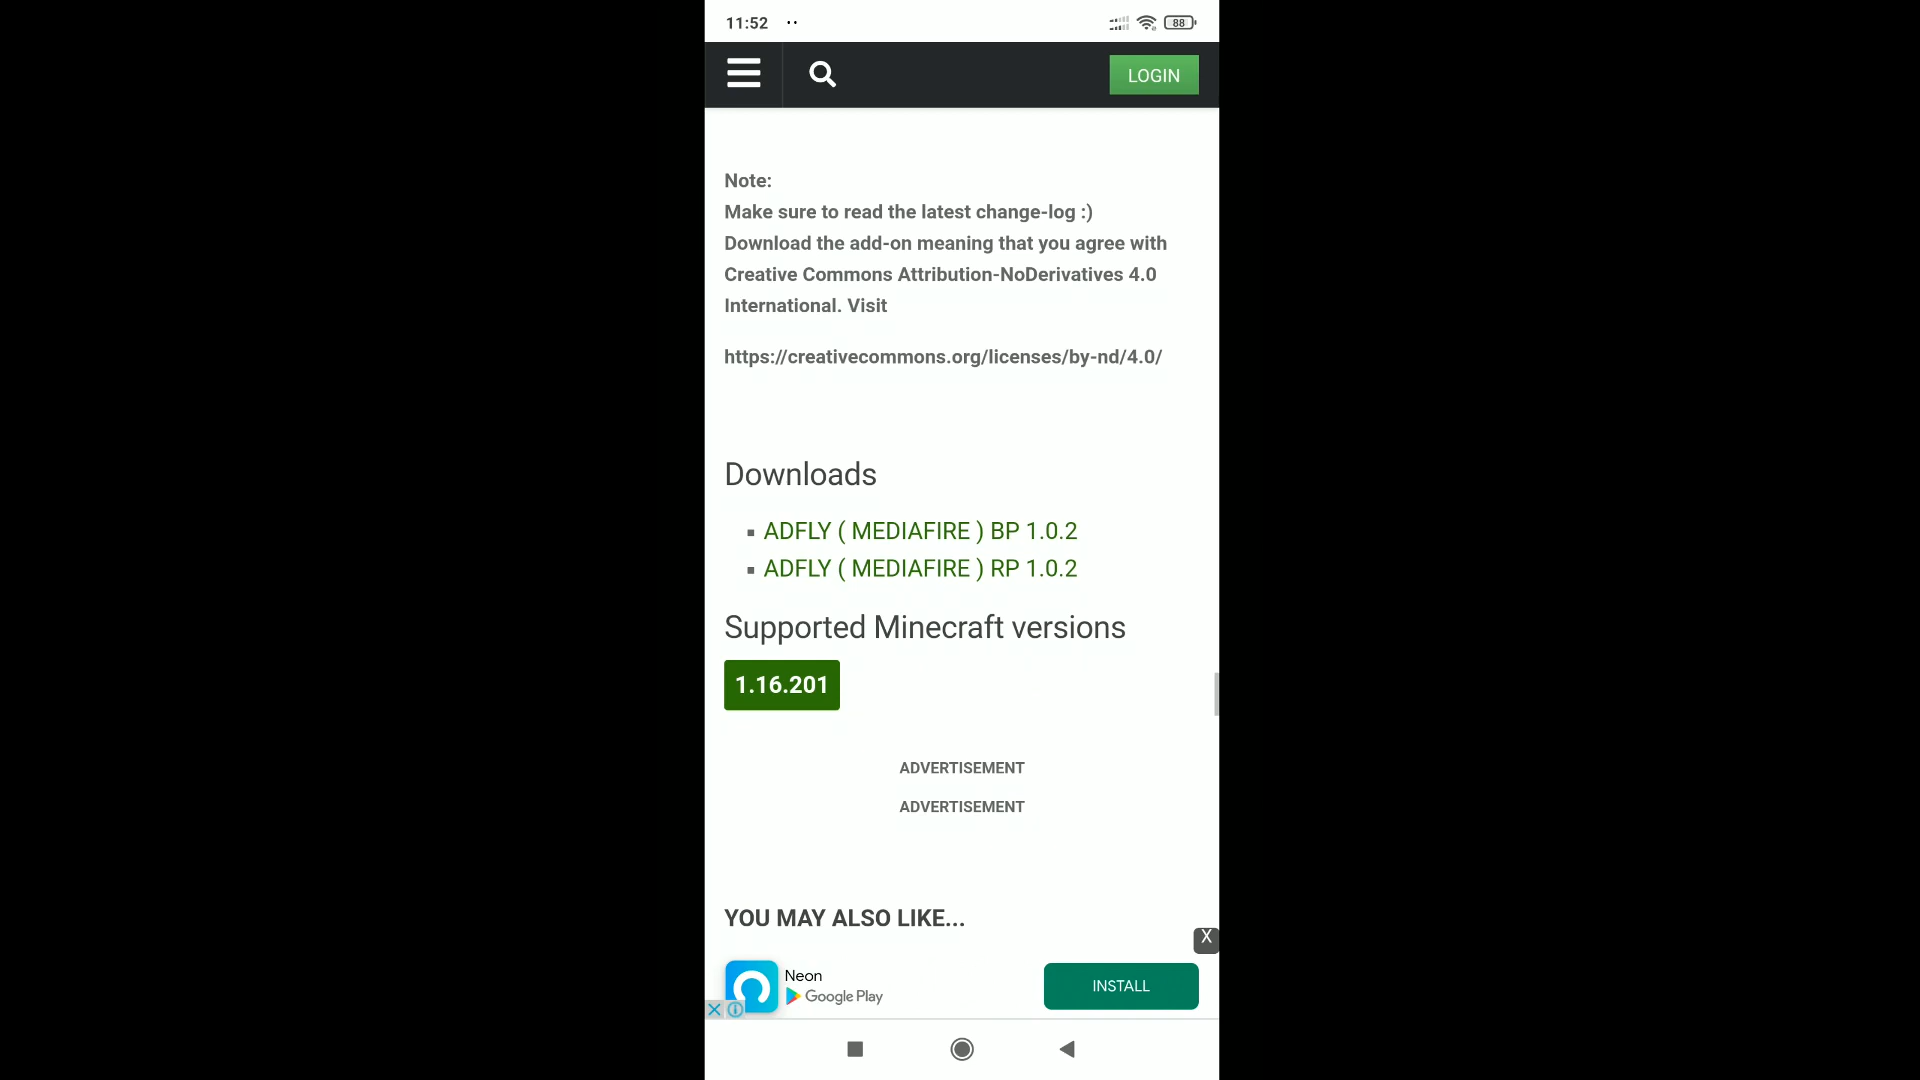 11:52
88
LOGIN
Note:
Make sure to read the latest change-log :)
Download the add-on meaning that you agree with
Creative Commons Attribution-NoDerivatives 4.0
International. Visit
https://creativecommons.org/licenses/by-nd/4.0/
Downloads
ADFLY ( MEDIAFIRE ) BP 1.0.2
ADFLY ( MEDIAFIRE ) RP 1.0.2
Supported Minecraft versions
1.16.201
ADVERTISEMENT
ADVERTISEMENT
YOU MAY ALSO LIKE...
X
Neon
Google Play
INSTALL